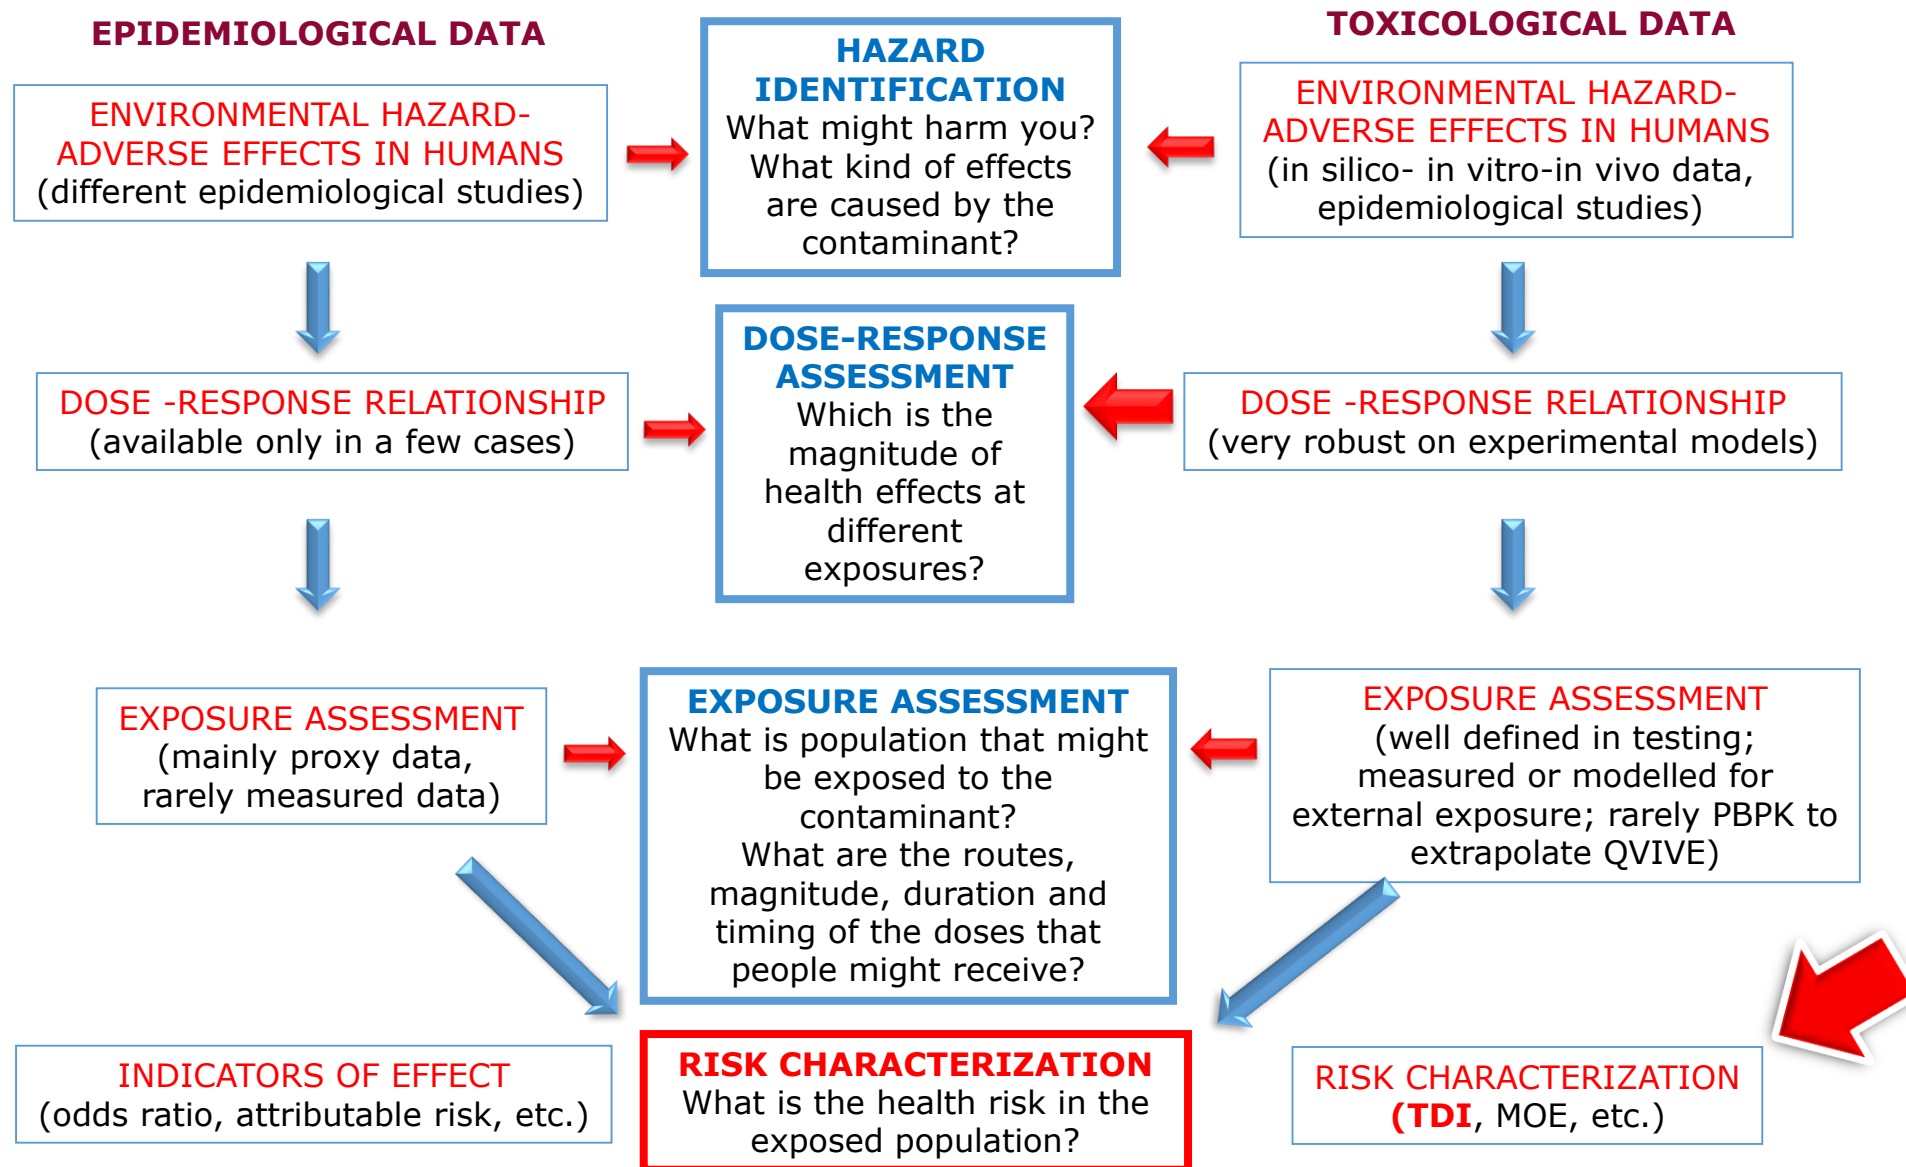 EPIDEMIOLOGICAL DATA
TOXICOLOGICAL DATA
ENVIRONMENTAL HAZARD-
ADVERSE EFFECTS IN HUMANS
(different epidemiological studies)
HAZARD
IDENTIFICATION
What might harm you?
What kind of effects
are caused by the
contaminant?
ENVIRONMENTAL HAZARD-
ADVERSE EFFECTS IN HUMANS
(in silico- in vitro-in vivo data,
epidemiological studies)
DOSE -RESPONSE RELATIONSHIP
(available only in a few cases)
DOSE-RESPONSE
ASSESSMENT
Which is the
magnitude of
health effects at
different
exposures?
DOSE -RESPONSE RELATIONSHIP
(very robust on experimental models)
EXPOSURE ASSESSMENT
(mainly proxy data,
rarely measured data)
EXPOSURE ASSESSMENT
What is population that might
be exposed to the
contaminant?
What are the routes,
magnitude, duration and
timing of the doses that
people might receive?
EXPOSURE ASSESSMENT
(well defined in testing;
measured or modelled for
external exposure; rarely PBPK to
extrapolate QVIVE)
INDICATORS OF EFFECT
(odds ratio, attributable risk, etc.)
RISK CHARACTERIZATION
What is the health risk in the
exposed population?
RISK CHARACTERIZATION
(TDI, MOE, etc.)